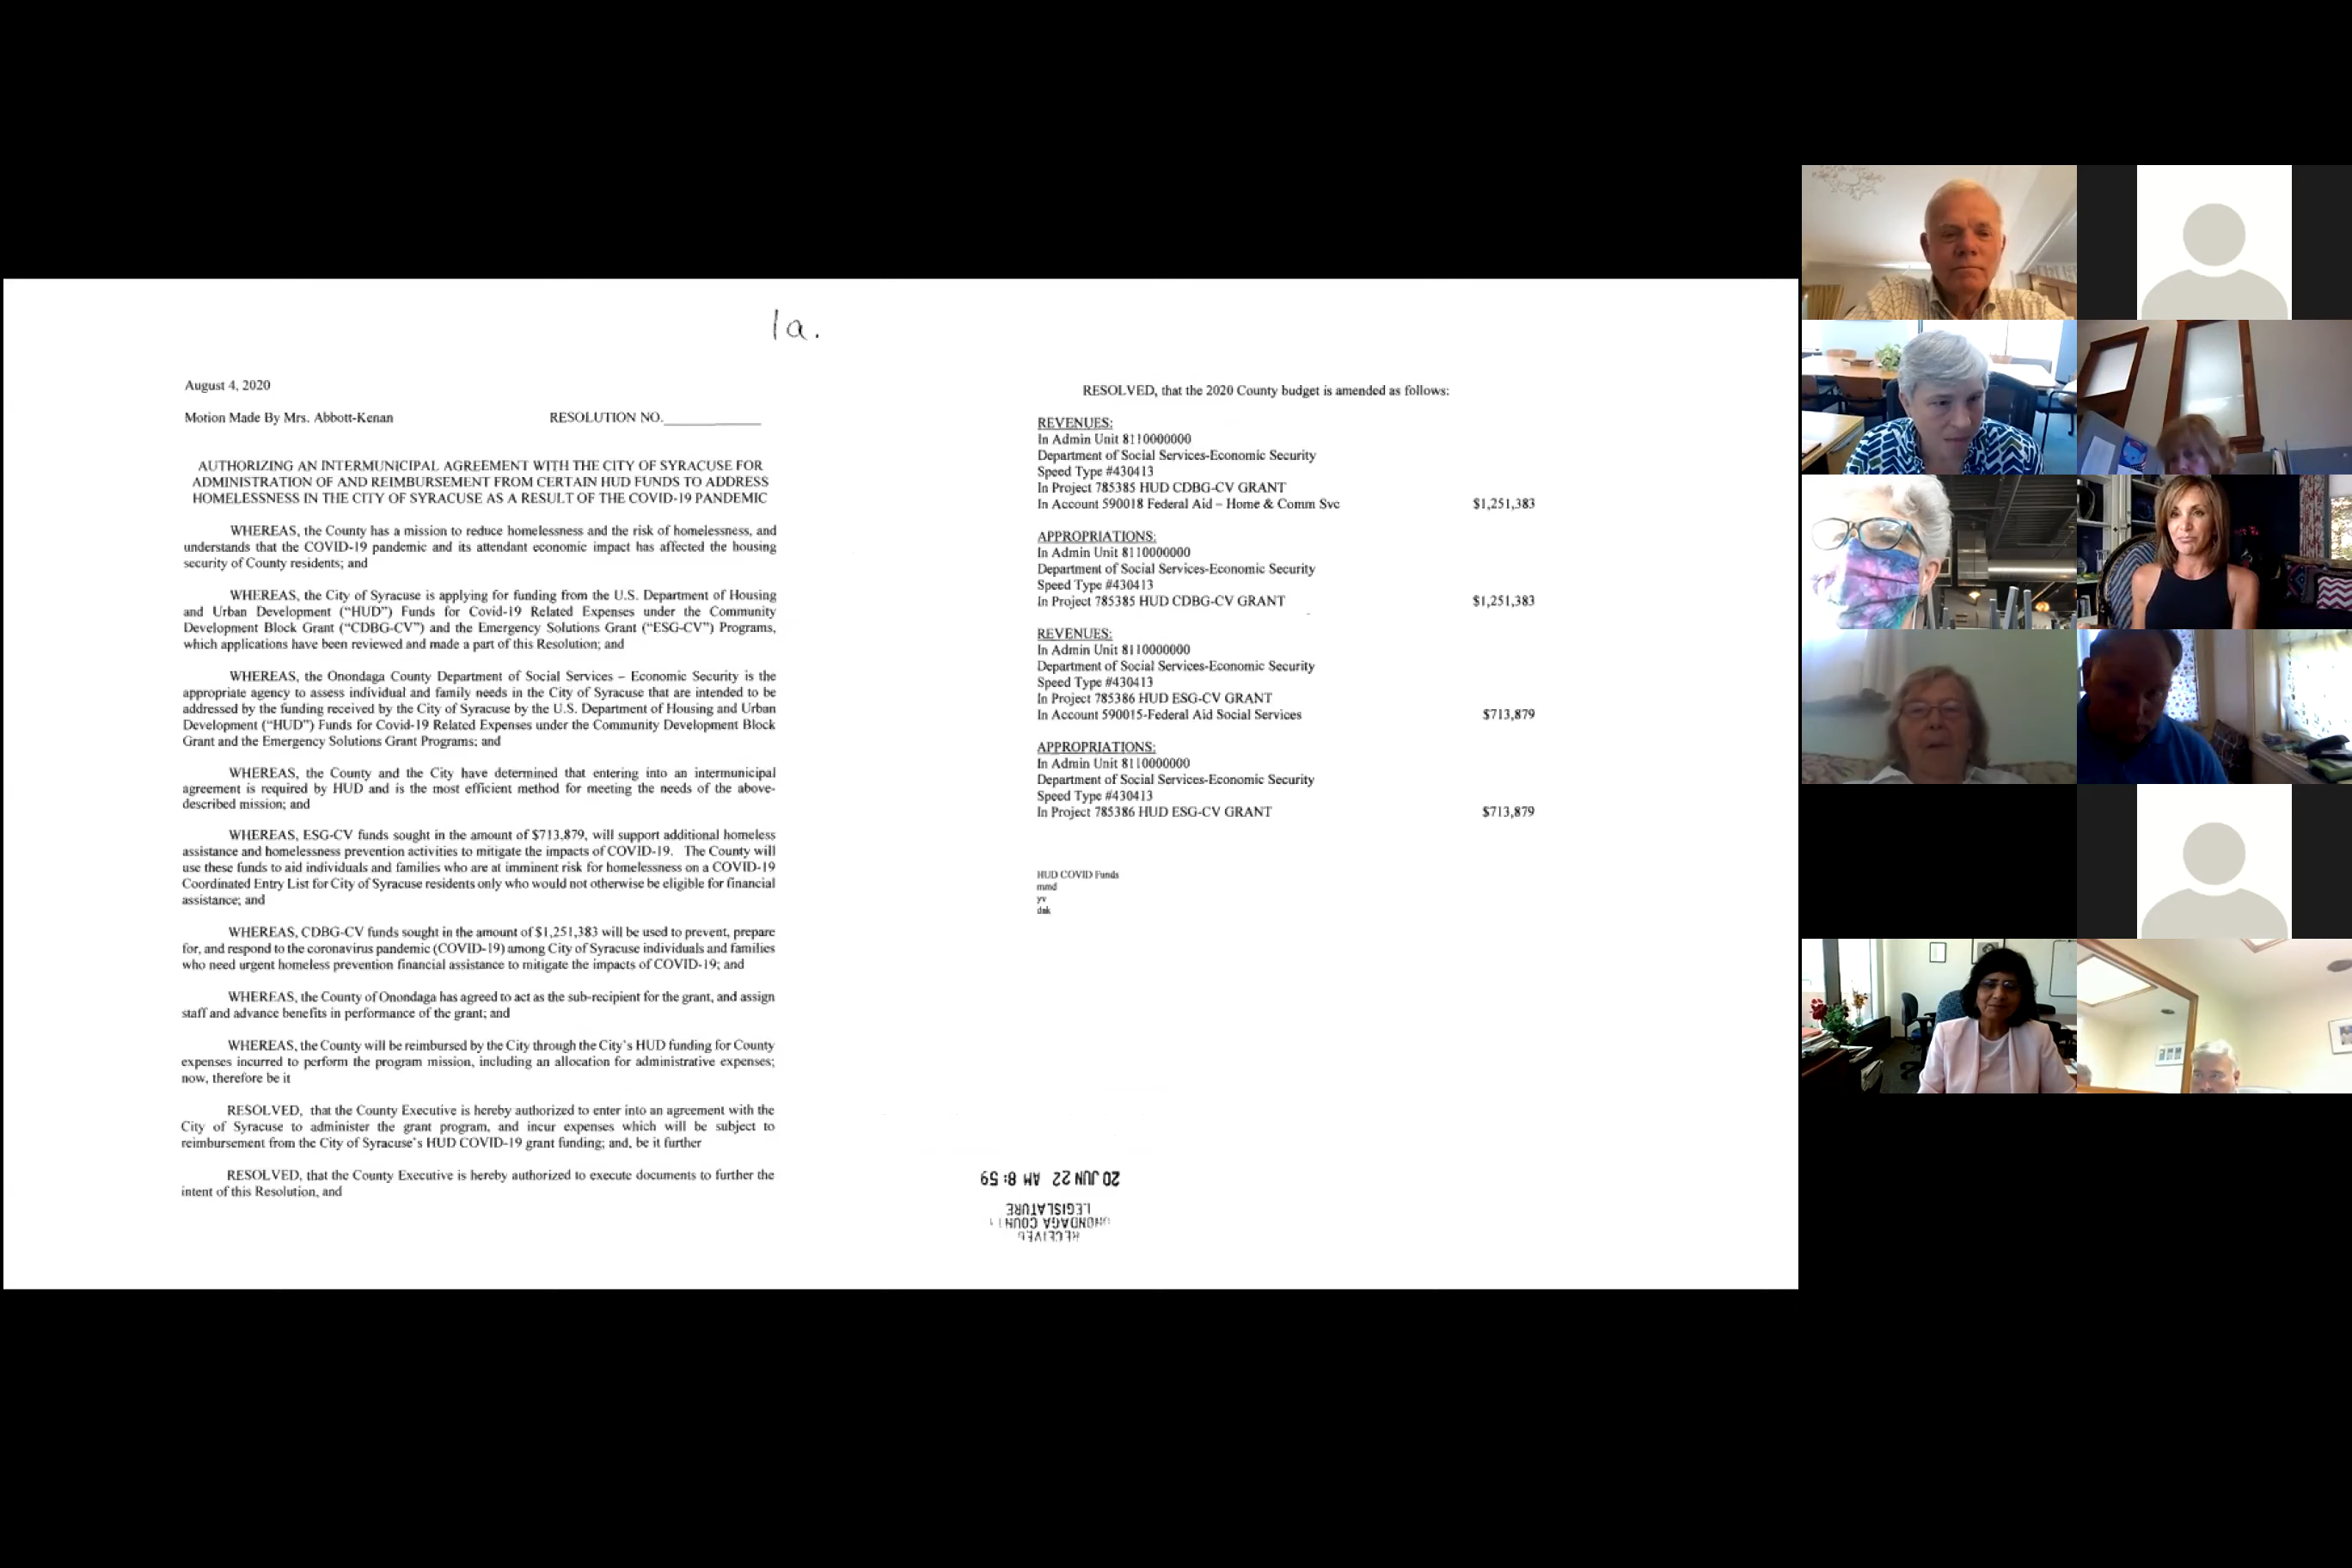 1a.
August 4, 2020
Motion Made By Mrs. Abbott-Kenan RESOLUTION NO.
AUTHORIZING AN INTERMUNICIPAL AGREEMENT WITH THE CITY OF SYRACUSE FOR
ADMINISTRATION OF AND REIMBURSEMENT FROM CERTAIN HUD FUNDS TO ADDRESS
HOMELESSNESS IN THE CITY OF SYRACUSE AS A RESULT OF THE COVID-19 PANDEMIC
WHEREAS, the County has a mission to reduce homelessness and the risk of homelessness, and
understands that the COVID-19 pandemic and its attendant economic impact has affected the housing
security of County residents; and
WHEREAS, the City of Syracuse is applying for funding from the U.S. Department of Housing
and Urban Development ("HUD") Funds for Covid-19 Related Expenses under the Community
Development Block Grant ("CDBG-CV") and the Emergency Solutions Grant ("ESG-CV") Programs,
which applications have been reviewed and made a part of this Resolution; and
WHEREAS, the Onondaga County Department of Social Services – Economic Security is the
appropriate agency to assess individual and family needs in the City of Syracuse that are intended to be
addressed by the funding received by the City of Syracuse by the U.S. Department of Housing and Urban
Development ("HUD") Funds for Covid-19 Related Expenses under the Community Development Block
Grant and the Emergency Solutions Grant Programs; and
WHEREAS, the County and the City have determined that entering into an intermunicipal
agreement is required by HUD and is the most efficient method for meeting the needs of the above-
described mission; and
WHEREAS, ESG-CV funds sought in the amount of $713,879, will support additional homeless
assistance and homelessness prevention activities to mitigate the impacts of COVID-19. The County will
use these funds to aid individuals and families who are at imminent risk for homelessness on a COVID-19
Coordinated Entry List for City of Syracuse residents only who would not otherwise be eligible for financial
assistance; and
WHEREAS, CDBG-CV funds sought in the amount of $1,251,383 will be used to prevent, prepare
for, and respond to the coronavirus pandemic (COVID-19) among City of Syracuse individuals and families
who need urgent homeless prevention financial assistance to mitigate the impacts of COVID-19; and
WHEREAS, the County of Onondaga has agreed to act as the sub-recipient for the grant, and assign
staff and advance benefits in performance of the grant; and
WHEREAS, the County will be reimbursed by the City through the City's HUD funding for County
expenses incurred to perform the program mission, including an allocation for administrative expenses;
now, therefore be it
RESOLVED, that the County Executive is hereby authorized to enter into an agreement with the
City of Syracuse to administer the grant program, and incur expenses which will be subject to
reimbursement from the City of Syracuse's HUD COVID-19 grant funding; and, be it further
RESOLVED, that the County Executive is hereby authorized to execute documents to further the
intent of this Resolution, and
RESOLVED, that the 2020 County budget is amended as follows:
REVENUES:
In Admin Unit 8110000000
Department of Social Services-Economic Security
Speed Type #430413
In Project 785385 HUD CDBG-CV GRANT
In Account 590018 Federal Aid – Home & Comm Svc $1,251,383
APPROPRIATIONS:
In Admin Unit 8110000000
Department of Social Services-Economic Security
Speed Type #430413
In Project 785385 HUD CDBG-CV GRANT $1,251,383
REVENUES:
In Admin Unit 8110000000
Department of Social Services-Economic Security
Speed Type #430413
In Project 785386 HUD ESG-CV GRANT
In Account 590015-Federal Aid Social Services $713,879
APPROPRIATIONS:
In Admin Unit 8110000000
Department of Social Services-Economic Security
Speed Type #430413
In Project 785386 HUD ESG-CV GRANT $713,879
HUD COVID Funds
mmd
yv
dak
RECEIVED
ONONDAGA COUNTY
LEGISLATURE
20 JUN 22 AM 8:59